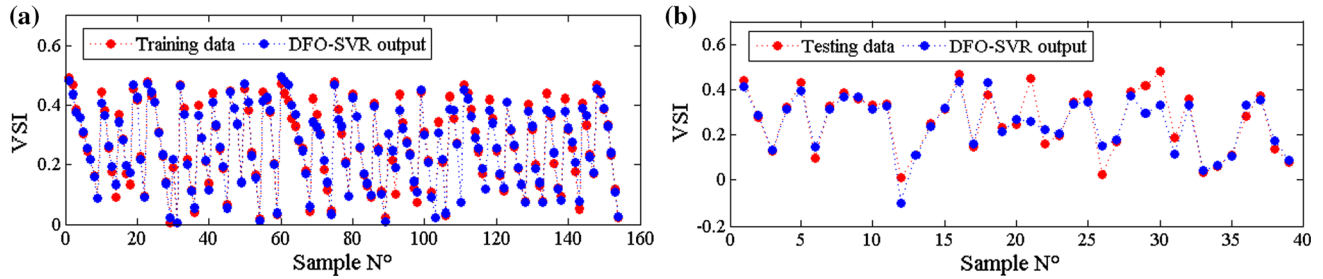 (a)
Training data
DFO-SVR output
VSI
0.6
0.4
0.2
0
0 20 40 60 80 100 120 140 160
Sample N°
(b)
Testing data
DFO-SVR output
VSI
0.6
0.4
0.2
0
-0.2
0 5 10 15 20 25 30 35 40
Sample N°